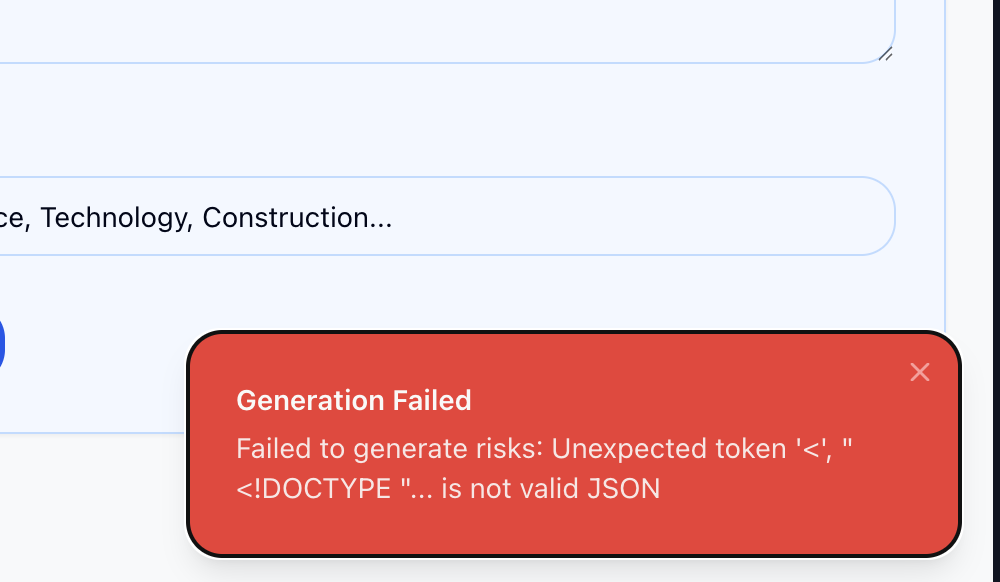 ce, Technology, Construction...
Generation Failed
Failed to generate risks: Unexpected token '<', "
<!DOCTYPE "... is not valid JSON